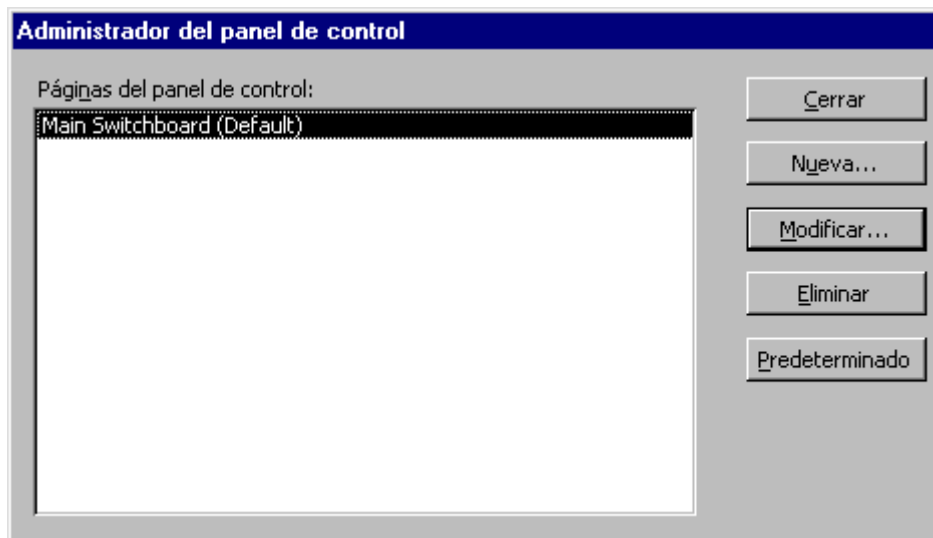 Administrador del panel de control
Páginas del panel de control:
Main Switchboard (Default)
Cerrar
Nueva...
Modificar...
Eliminar
Predeterminado